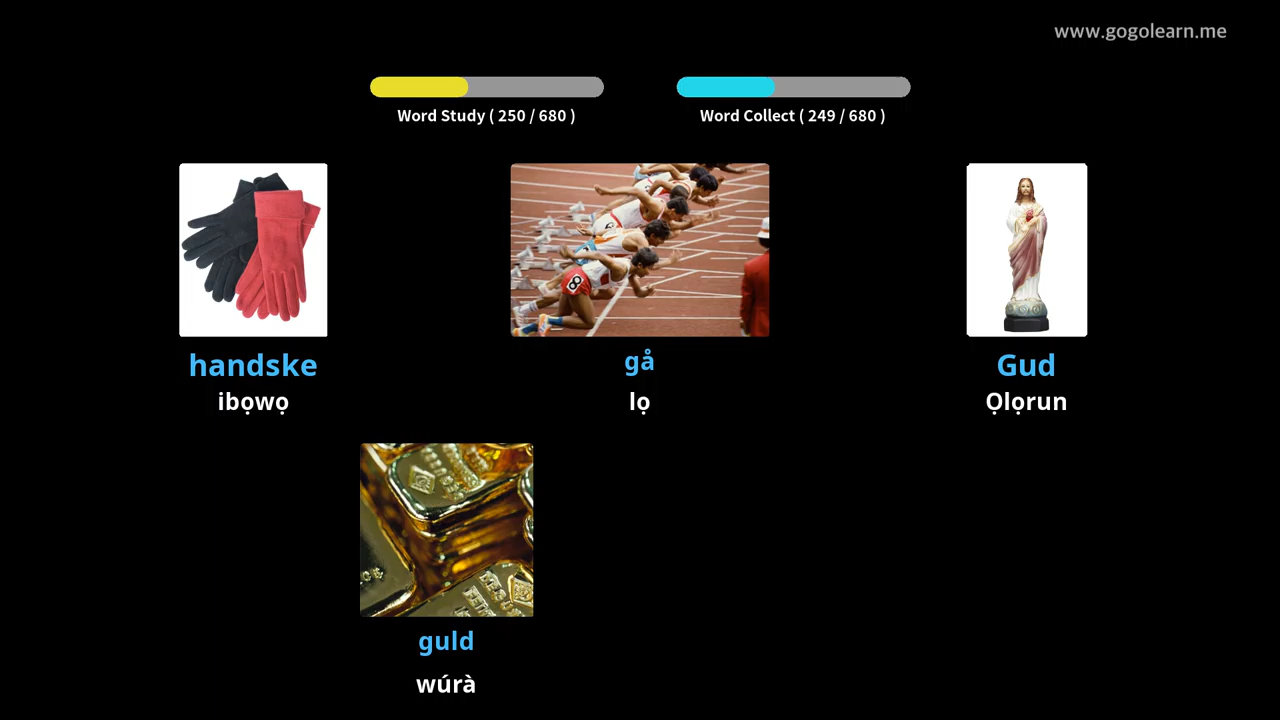 www.gogolearn.me
Word Study ( 250 / 680 )
Word Collect ( 249 / 680 )
handske
gå
Gud
ibọwọ
lọ
Ọlọrun
guld
wúrà